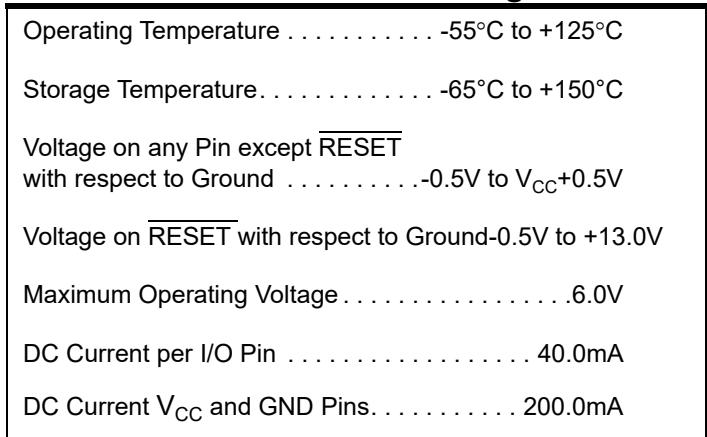 Operating Temperature . . . . . . . . . . . -55°C to +125°C
Storage Temperature. . . . . . . . . . . . . -65°C to +150°C
Voltage on any Pin except RESET
with respect to Ground . . . . . . . . . .-0.5V to VCC+0.5V
Voltage on RESET with respect to Ground-0.5V to +13.0V
Maximum Operating Voltage . . . . . . . . . . . . . . . . .6.0V
DC Current per I/O Pin . . . . . . . . . . . . . . . . . . 40.0mA
DC Current VCC and GND Pins. . . . . . . . . . . 200.0mA